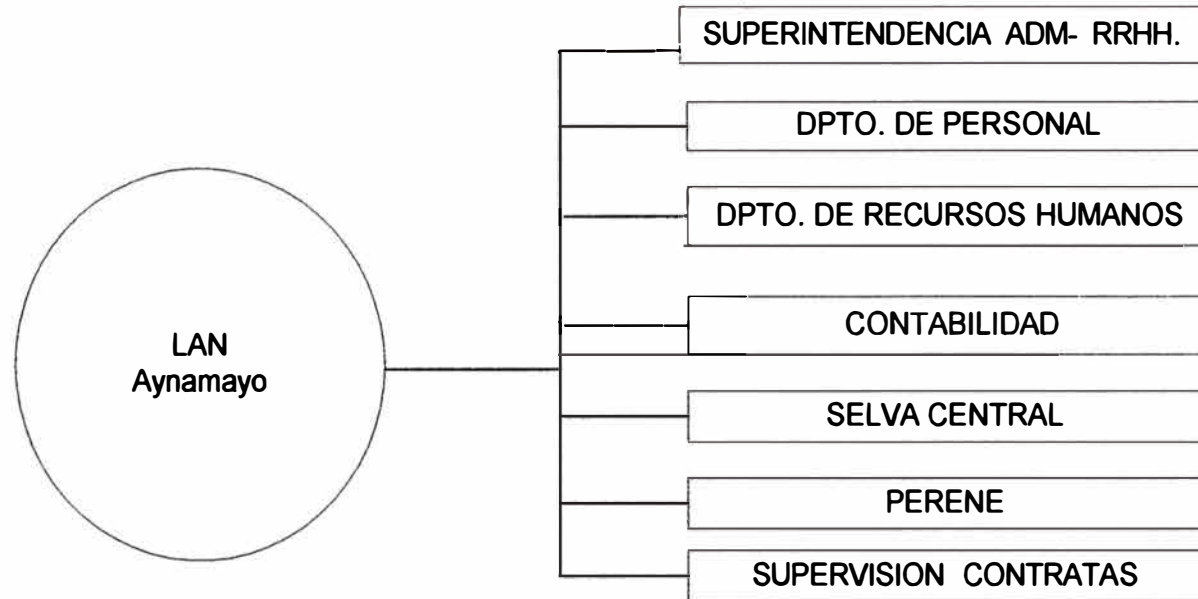 LAN
Aynamayo
SUPERINTENDENCIA ADM- RRHH.
DPTO. DE PERSONAL
DPTO. DE RECURSOS HUMANOS
CONTABILIDAD
SELVA CENTRAL
PERENE
SUPERVISION CONTRATAS